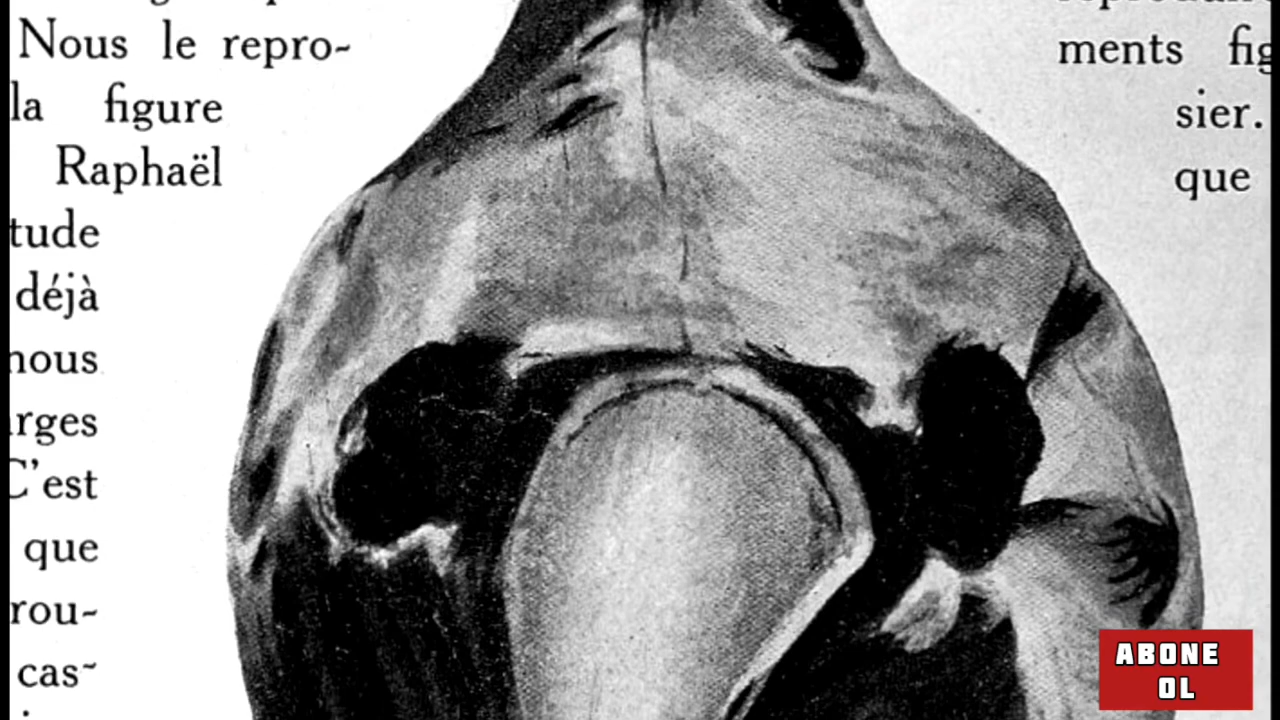 Nous le repro-
la figure
Raphaël
tude
déjà
nous
rges
C'est
que
rou-
cas-
ments fig
sier.
que
ABONE
OL